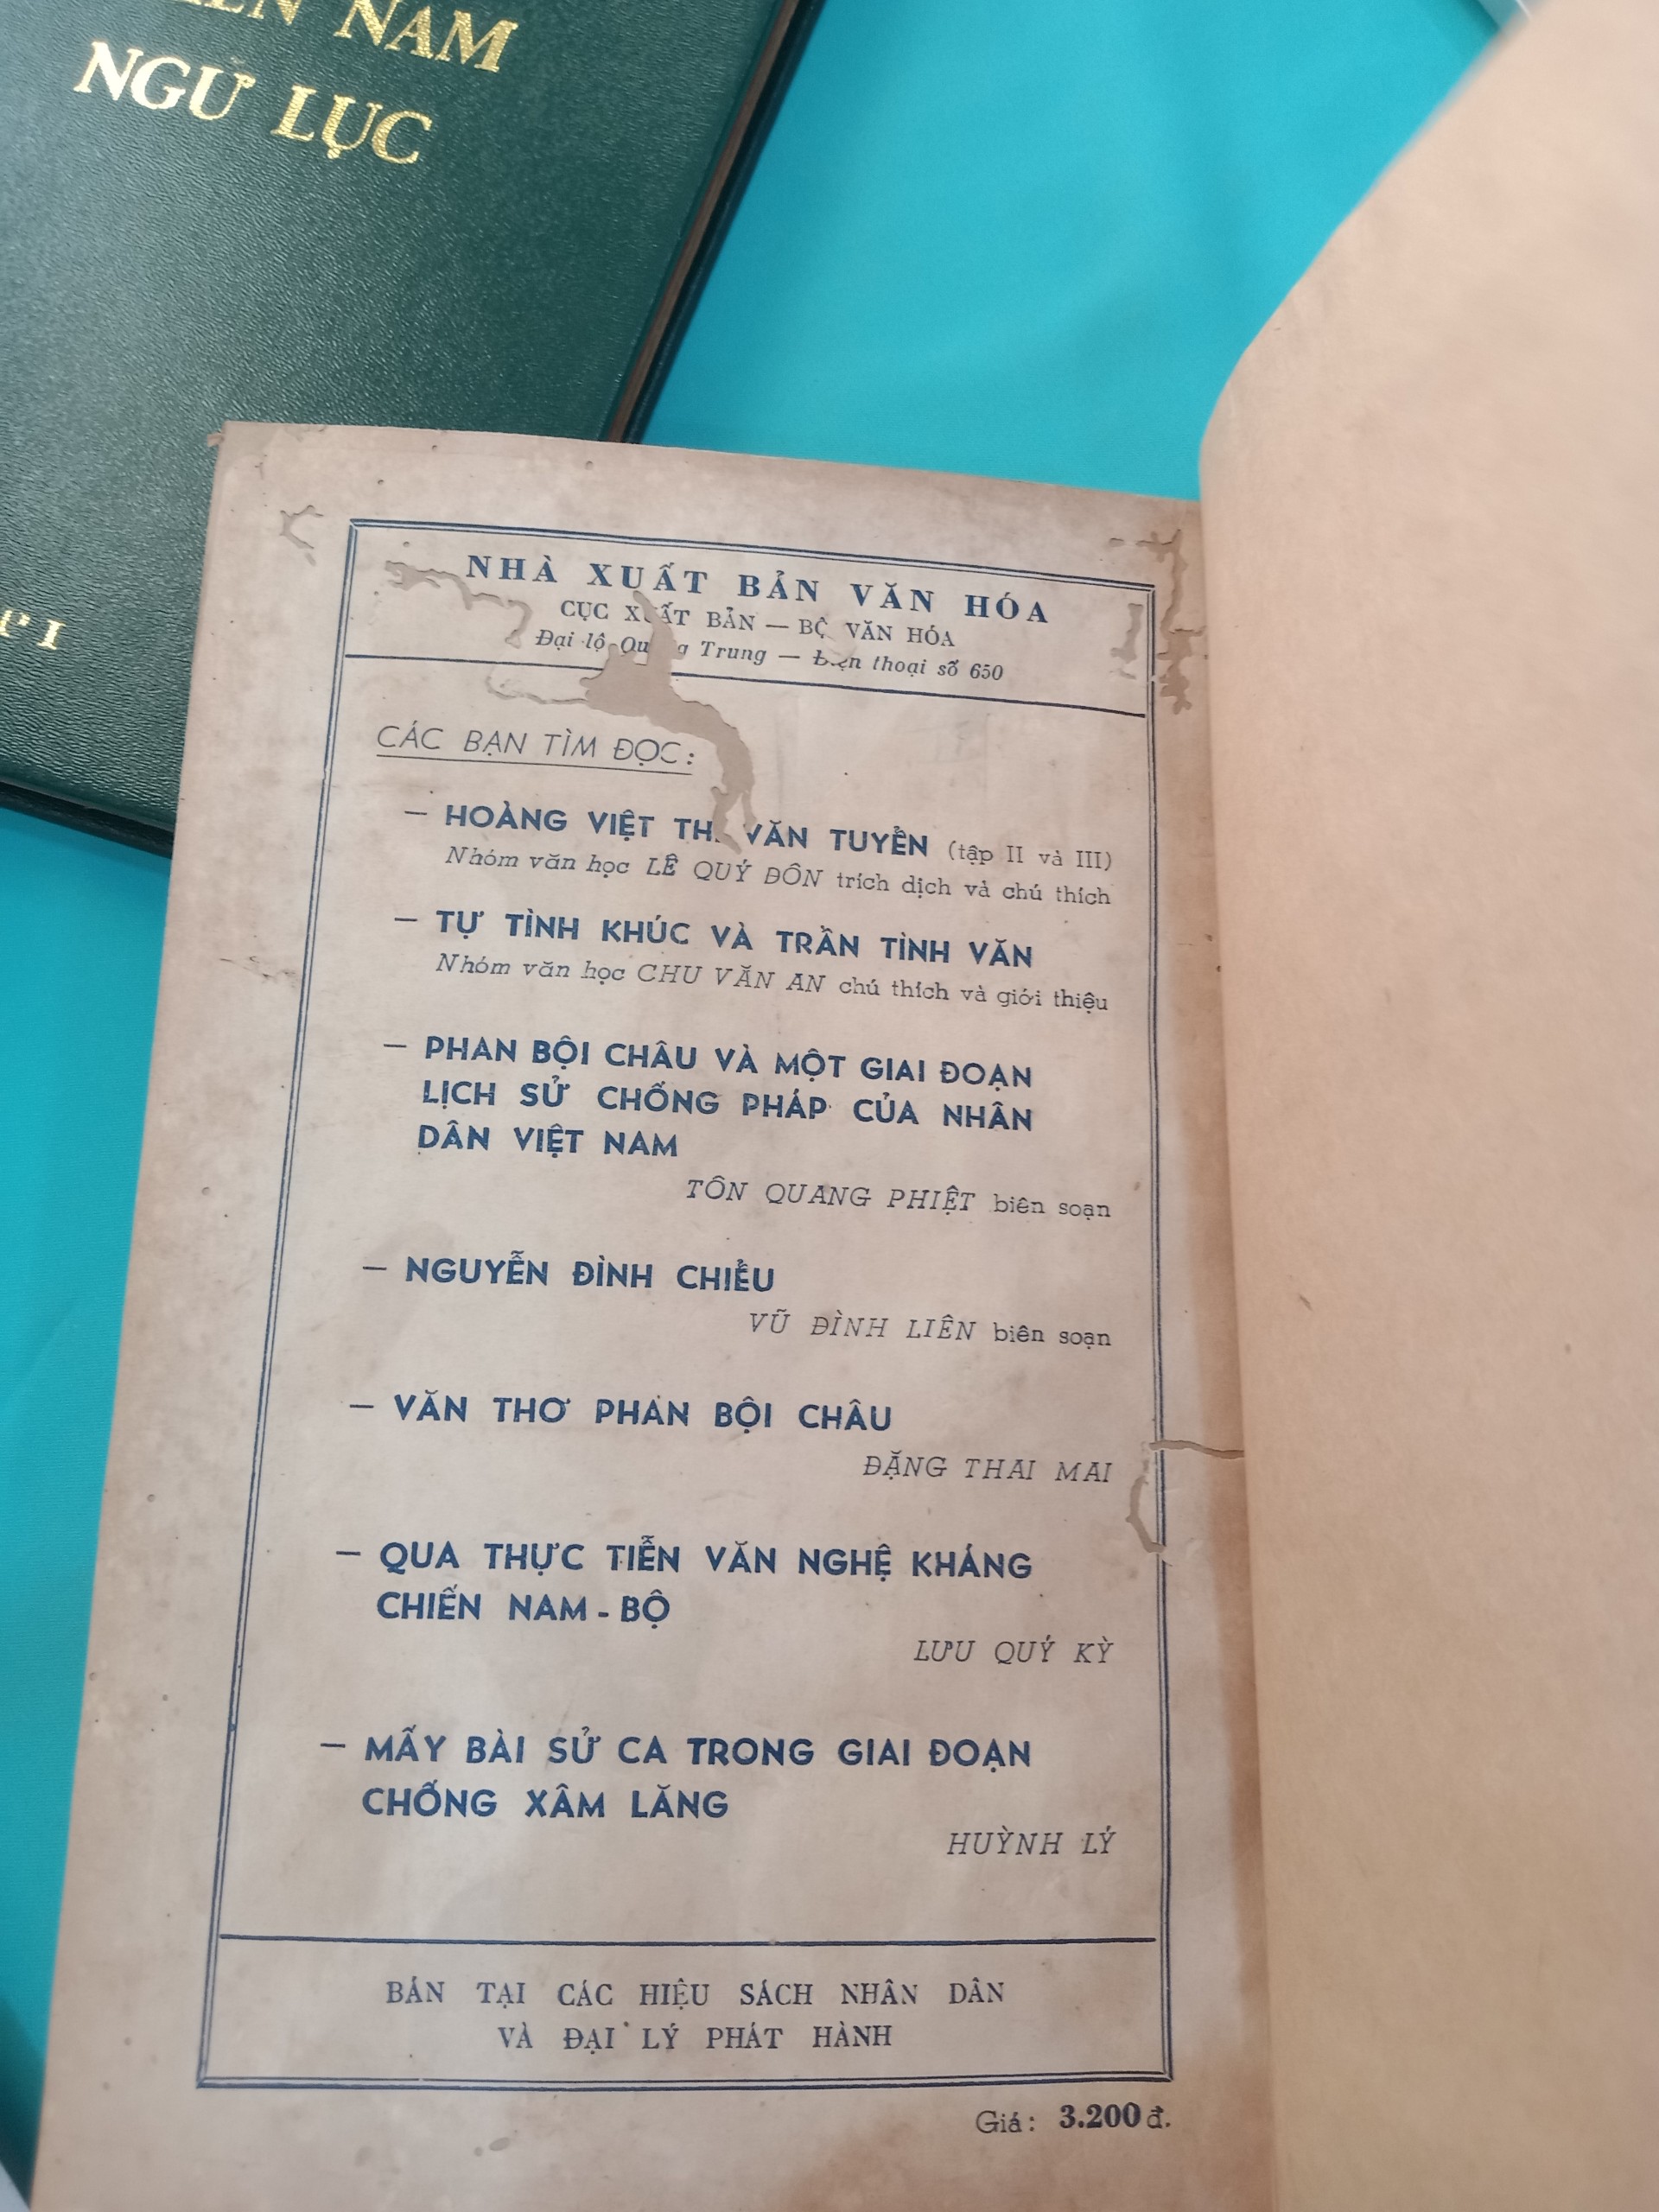 NAM
NGƯ LỤC
NHÀ XUẤT BẢN VĂN HÓA
CỤC XUẤT BẢN — BỘ VĂN HÓA
Đại lộ Trung — Điện thoại số 650
CÁC BẠN TÌM ĐỌC:
— HOÀNG VIỆT VĂN TUYỂN (tập II và III)
Nhóm văn học LÊ QUÝ ĐÔN trích dịch và chú thích
— TỰ TÌNH KHÚC VÀ TRẦN TÌNH VĂN
Nhóm văn học CHU VĂN AN chú thích và giới thiệu
— PHAN BỘI CHÂU VÀ MỘT GIAI ĐOẠN
LỊCH SỬ CHỐNG PHÁP CỦA NHÂN
DÂN VIỆT NAM
TÔN QUANG PHIỆT biên soạn
— NGUYỄN ĐÌNH CHIỂU
VŨ ĐÌNH LIÊN biên soạn
— VĂN THƠ PHAN BỘI CHÂU
ĐẶNG THAI MAI
— QUA THỰC TIỄN VĂN NGHỆ KHÁNG
CHIẾN NAM - BỘ
LƯU QUÝ KỲ
— MẤY BÀI SỬ CA TRONG GIAI ĐOẠN
CHỐNG XÂM LĂNG
HUỲNH LÝ
BÁN TẠI CÁC HIỆU SÁCH NHÂN DÂN
VÀ ĐẠI LÝ PHÁT HÀNH
Giá: 3.200 đ.